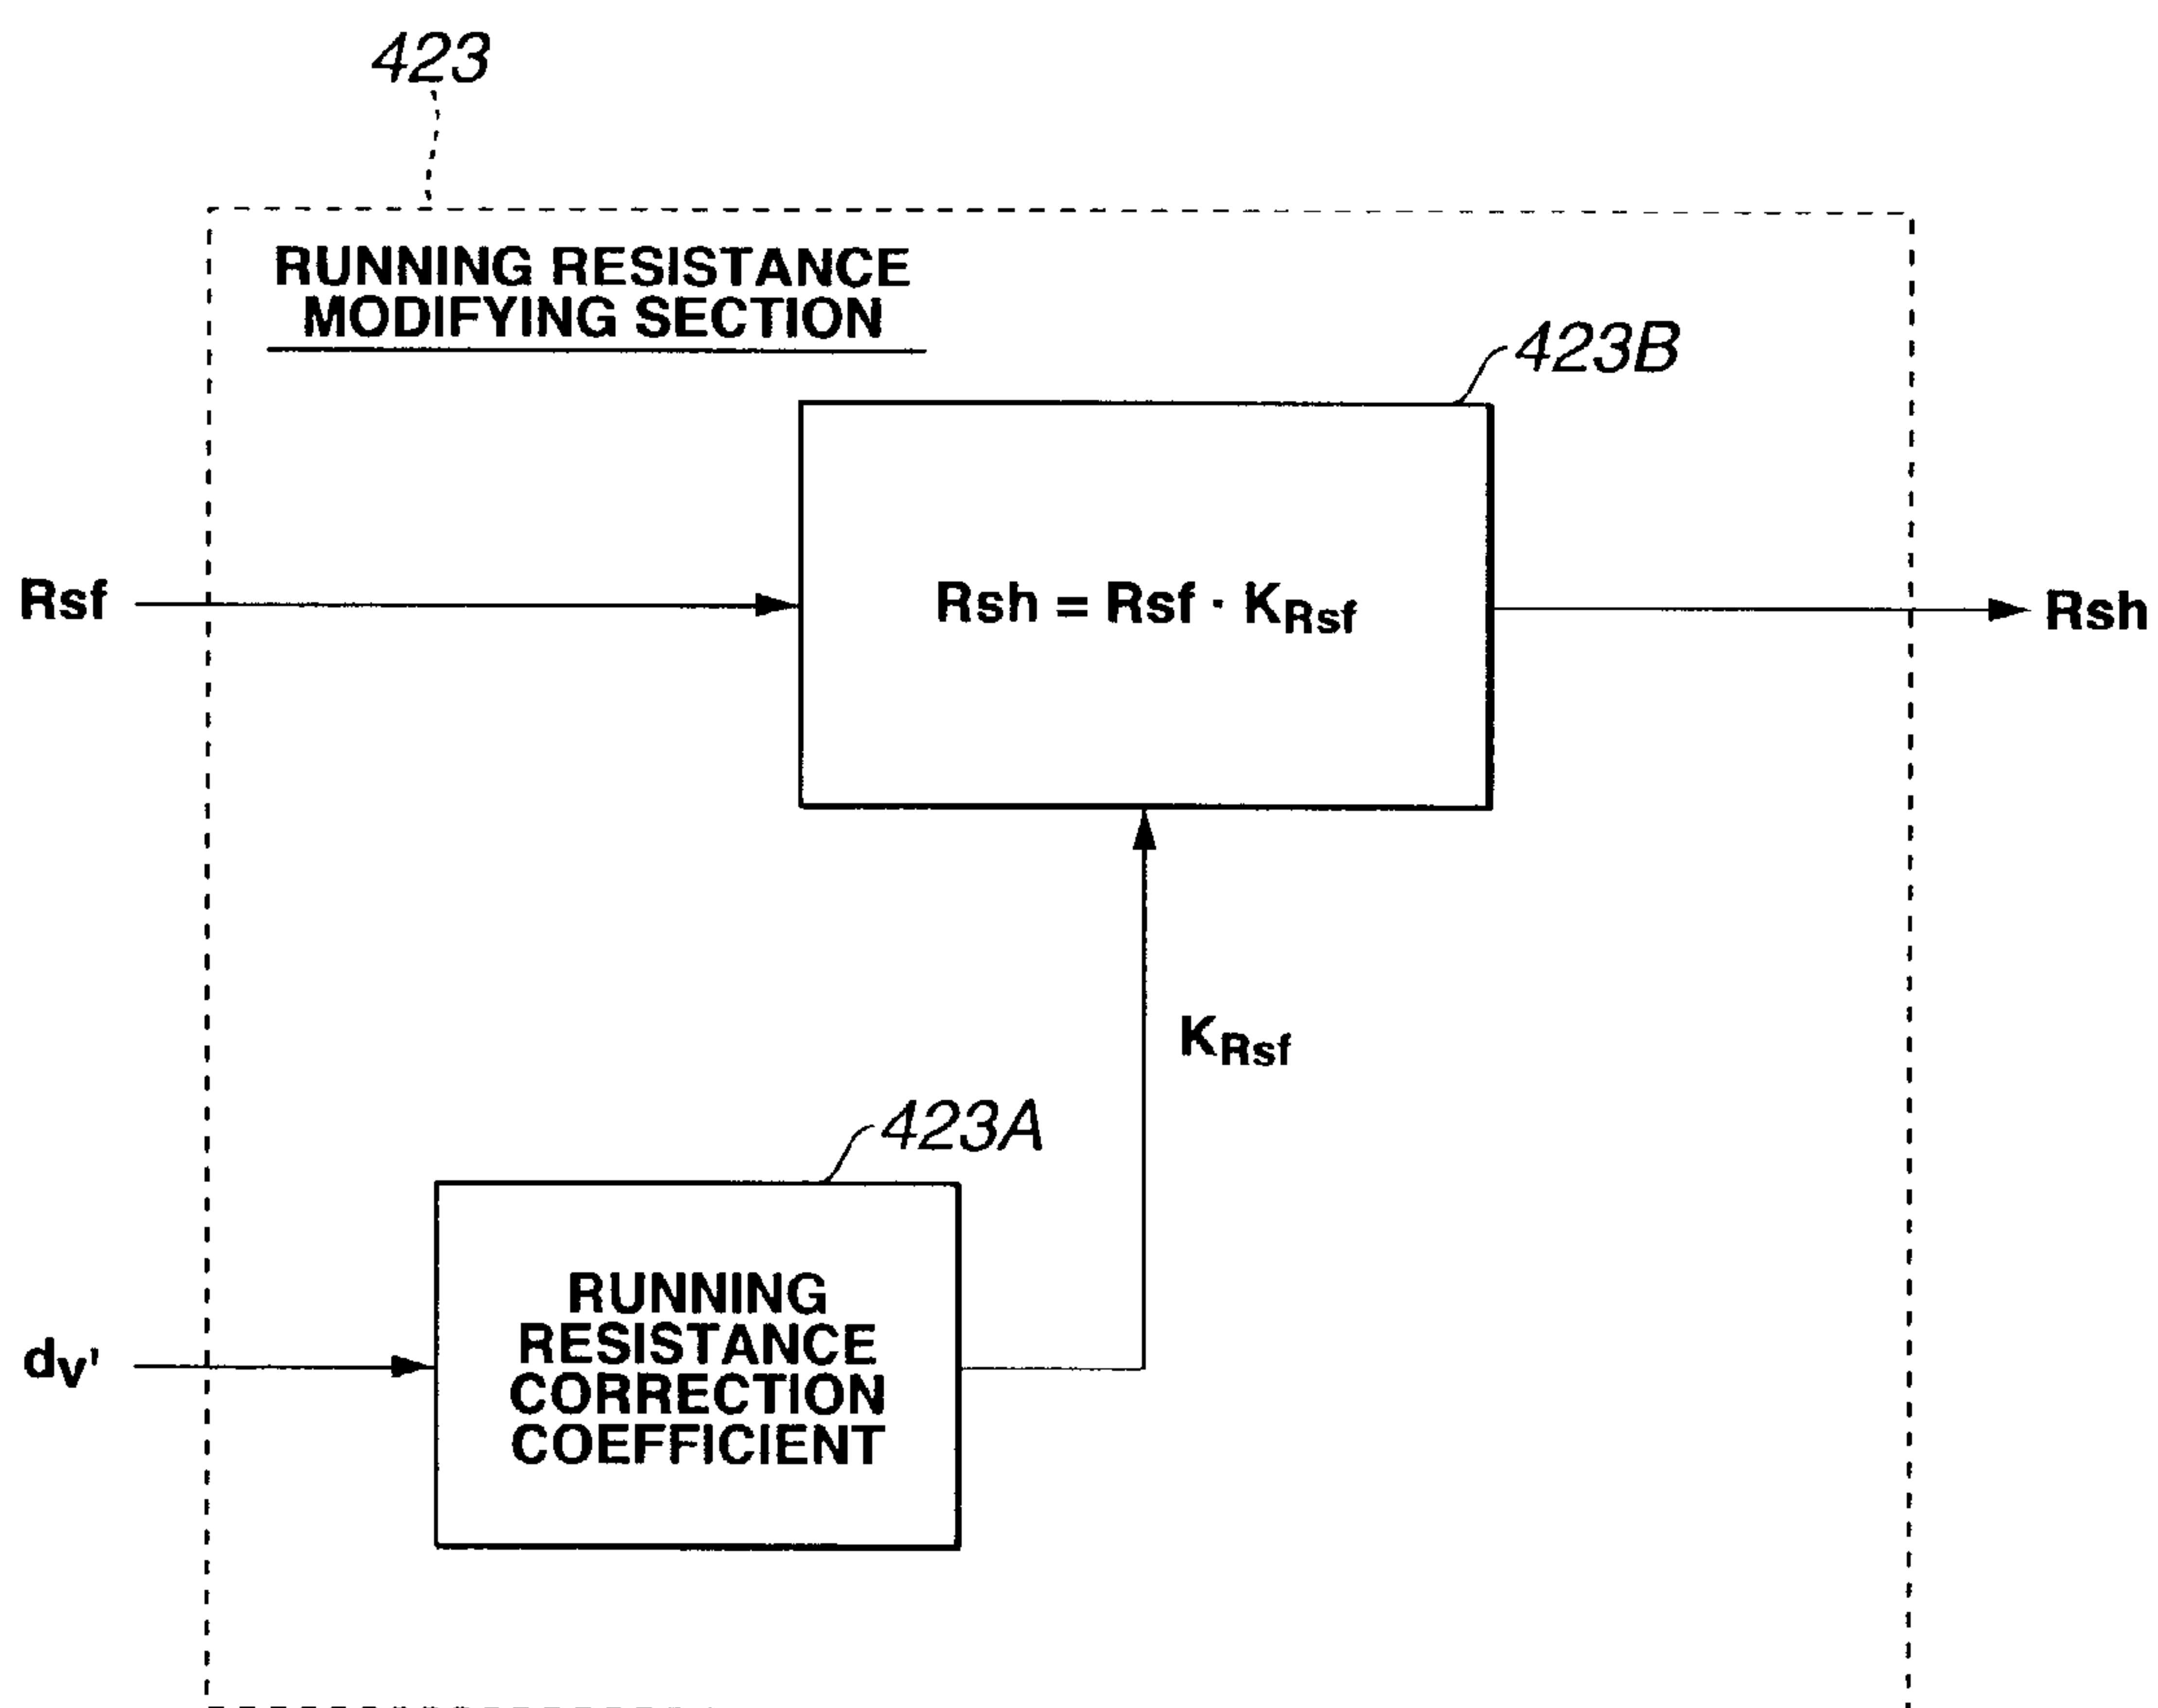 423
RUNNING RESISTANCE
MODIFYING SECTION
423B
Rsf
Rsh = Rsf · KRsf
Rsh
KRsf
423A
dv'
RUNNING
RESISTANCE
CORRECTION
COEFFICIENT